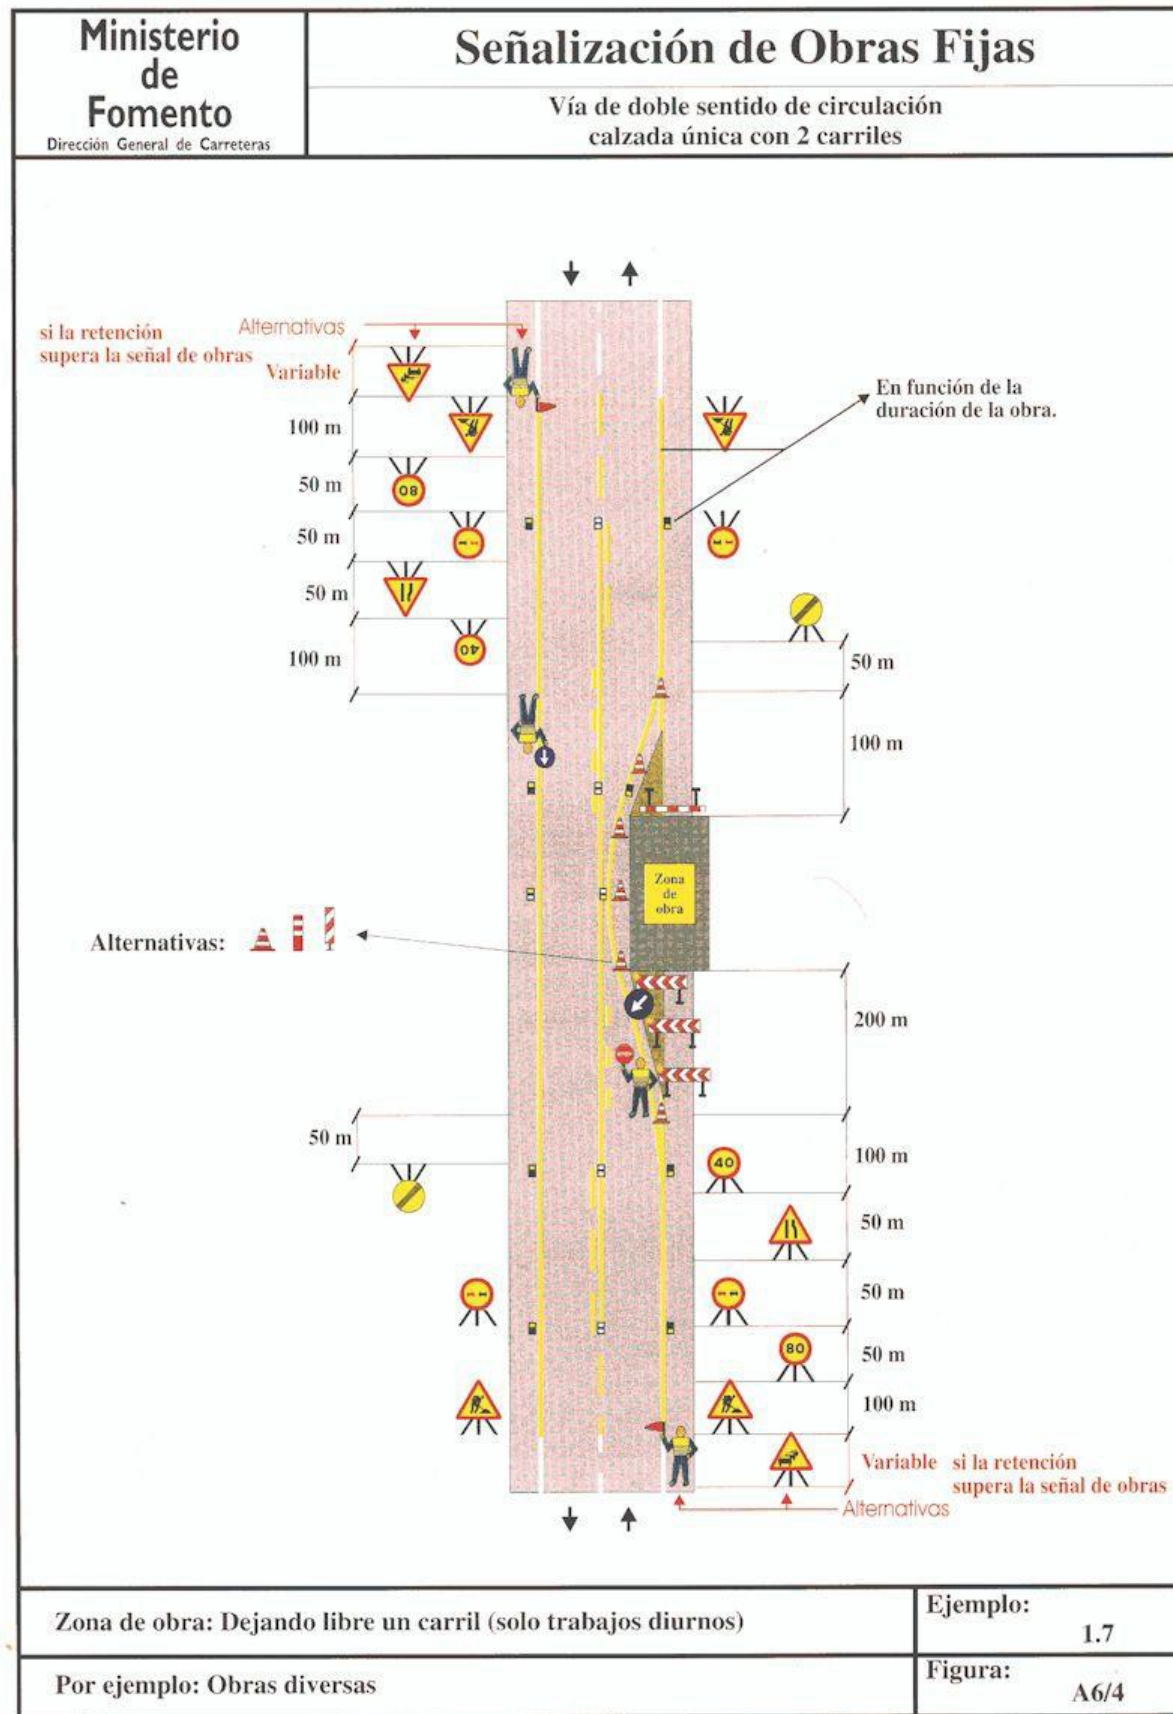 Ministerio
de
Fomento
Dirección General de Carreteras
Señalización de Obras Fijas
Vía de doble sentido de circulación
calzada única con 2 carriles
si la retención
supera la señal de obras
Alternativas
Variable
100 m
50 m
80
50 m
50 m
100 m
40
En función de la
duración de la obra.
50 m
100 m
Zona
de
obra
Alternativas:
200 m
50 m
100 m
40
50 m
50 m
80
50 m
100 m
Variable si la retención
supera la señal de obras
Alternativas
Zona de obra: Dejando libre un carril (solo trabajos diurnos)
Ejemplo:
1.7
Por ejemplo: Obras diversas
Figura:
A6/4